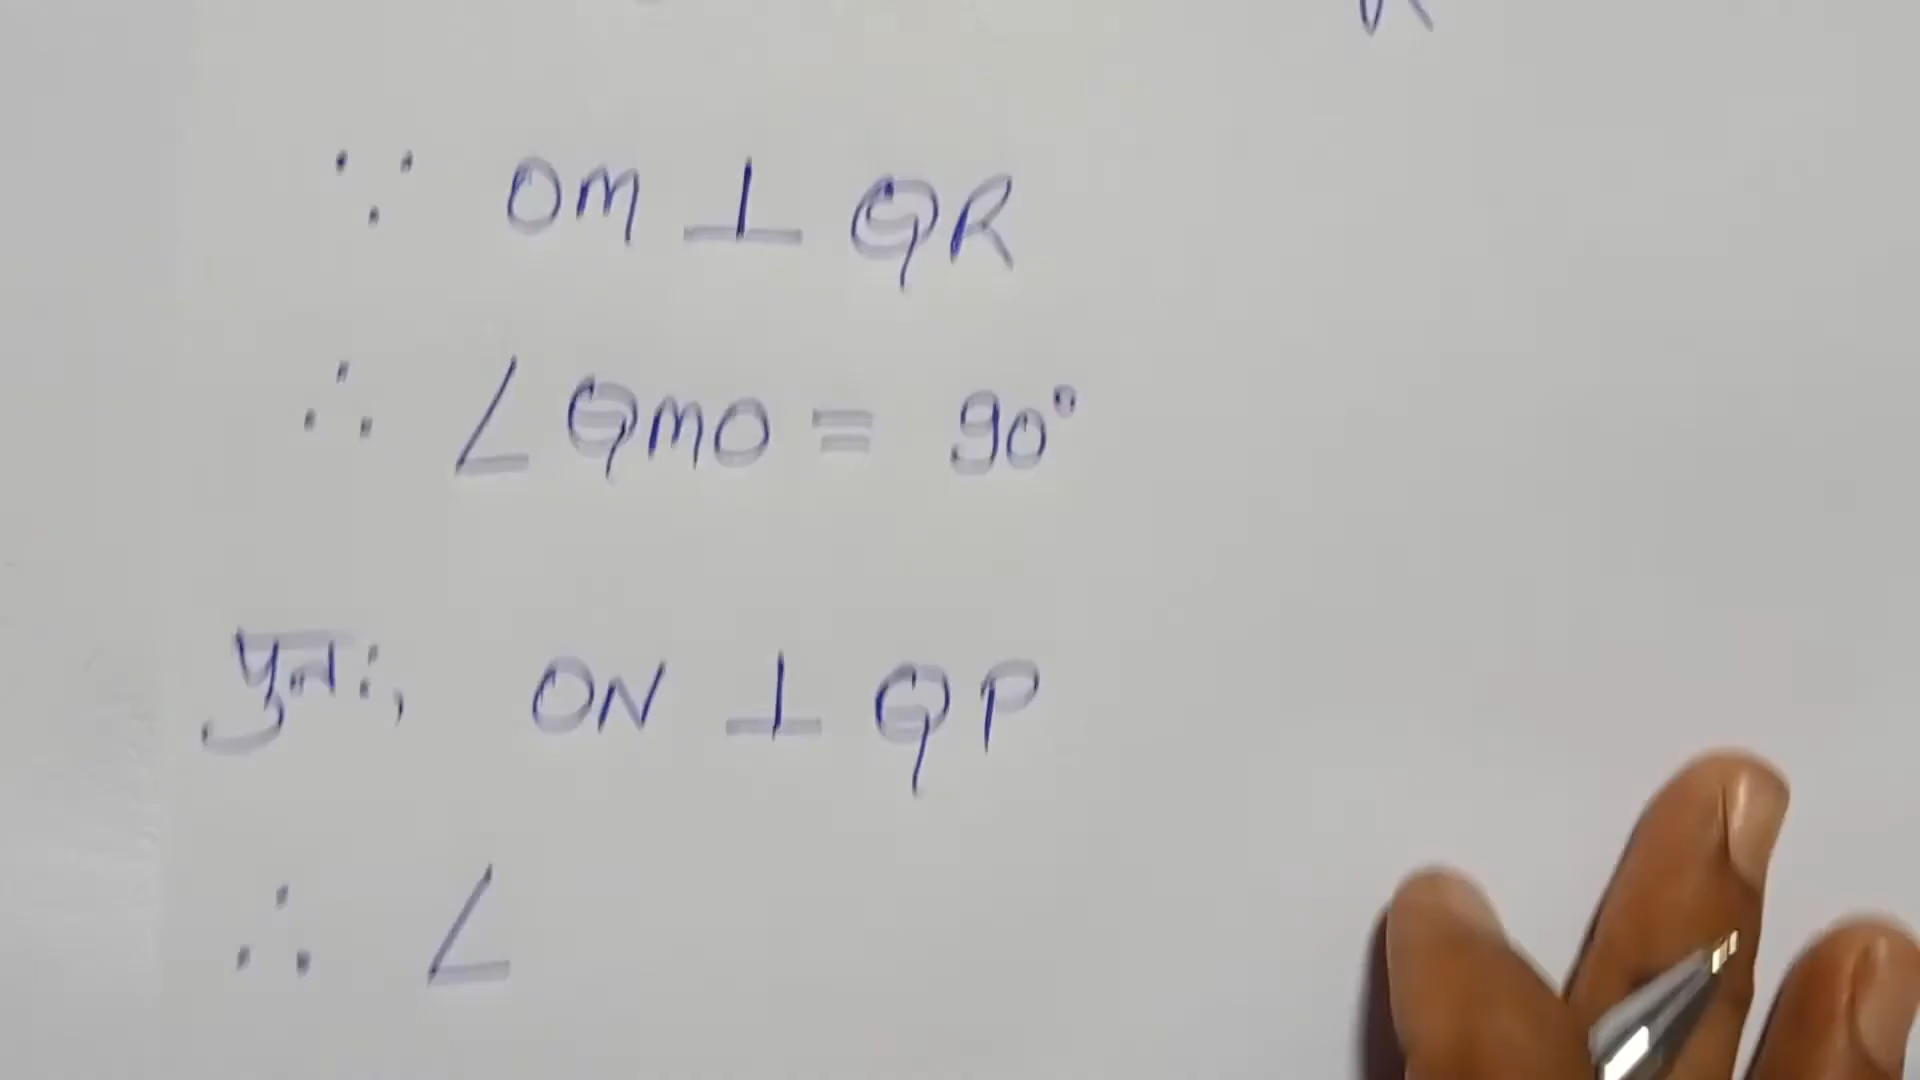 ∵ OM ⊥ QR
∴ ∠QMO = 90°
पुनः, ON ⊥ QP
∴ ∠